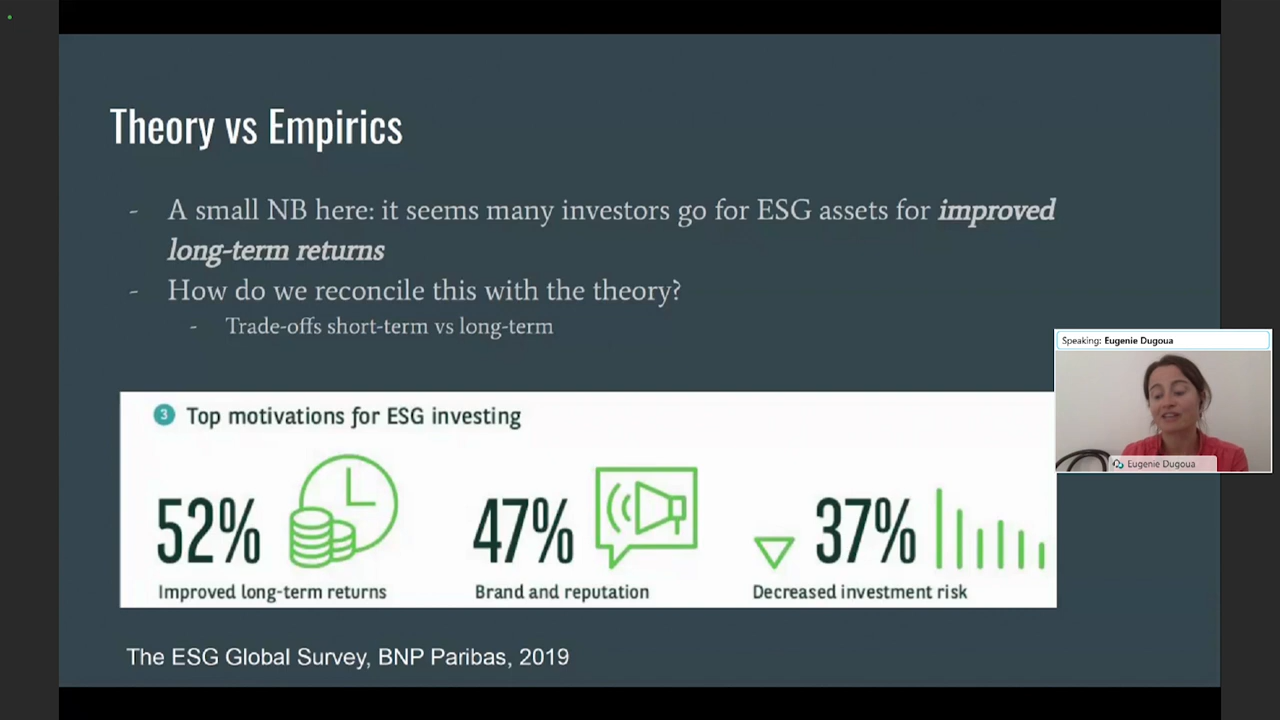 Theory vs Empirics
- A small NB here: it seems many investors go for ESG assets for improved
long-term returns
- How do we reconcile this with the theory?
- Trade-offs short-term vs long-term
Speaking: Eugenie Dugoua
Eugenie Dugoua
3 Top motivations for ESG investing
52%
Improved long-term returns
47%
Brand and reputation
37%
Decreased investment risk
The ESG Global Survey, BNP Paribas, 2019